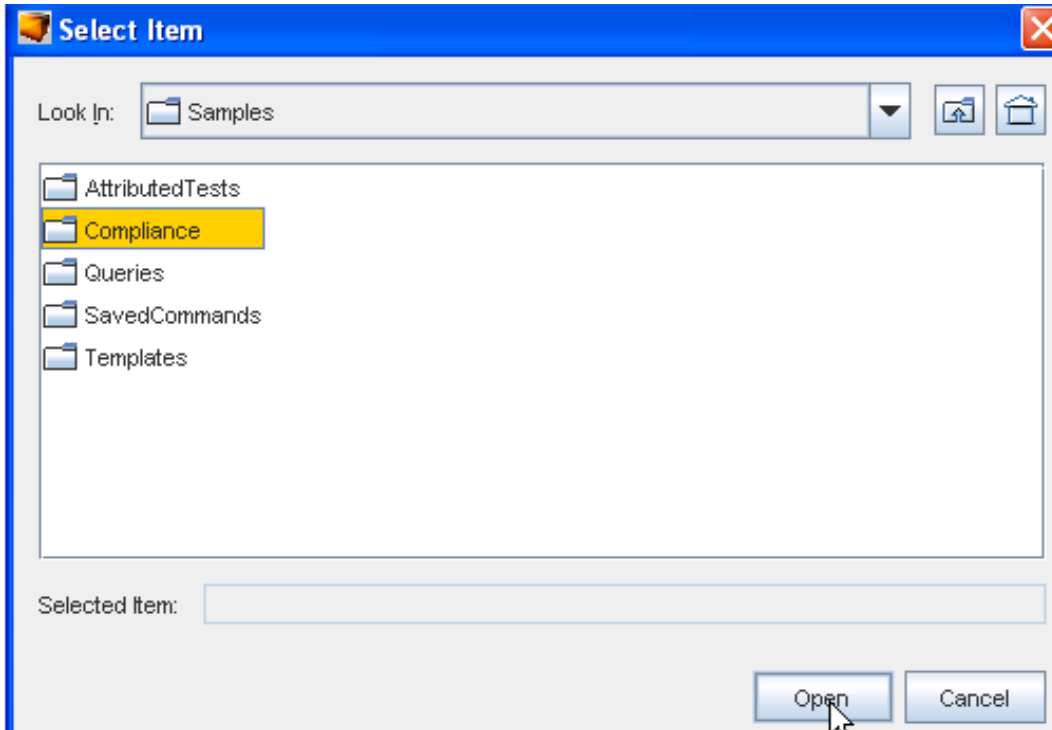 Select Item
Look In: Samples
AttributedTests
Compliance
Queries
SavedCommands
Templates
Selected Item:
Open Cancel